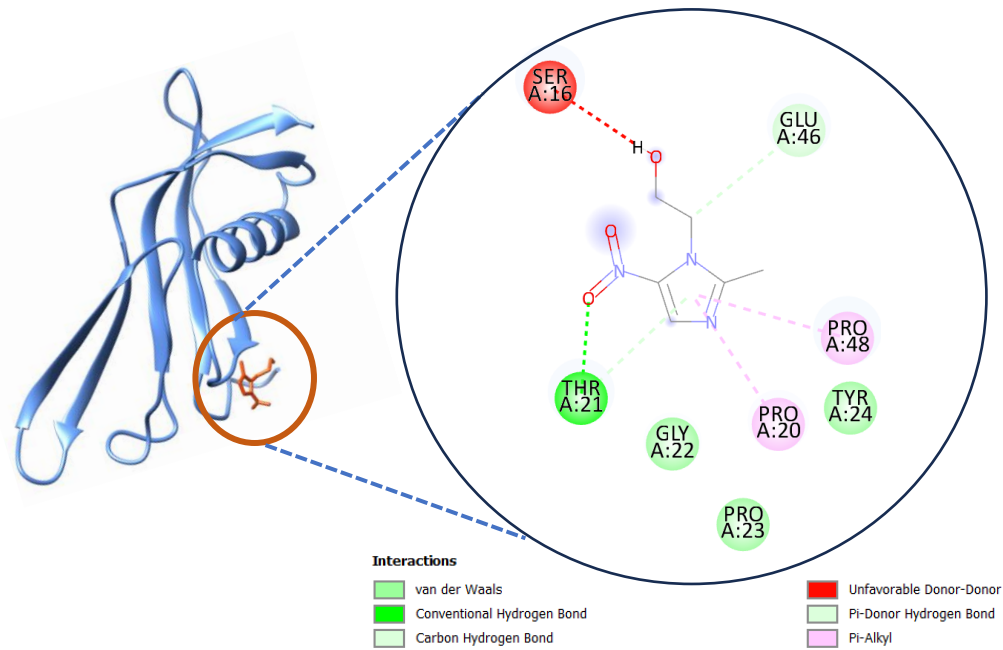 SER
A:16
GLU
A:46
H
O
O
N
O
N
N
PRO
A:48
THR
A:21
TYR
A:24
PRO
A:20
GLY
A:22
PRO
A:23
Interactions
van der Waals
Conventional Hydrogen Bond
Carbon Hydrogen Bond
Unfavorable Donor-Donor
Pi-Donor Hydrogen Bond
Pi-Alkyl